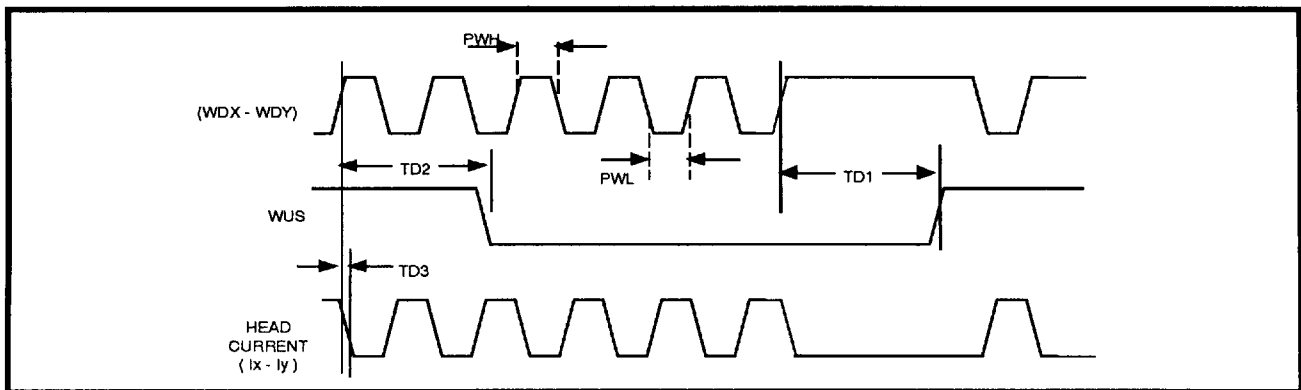 PWH
(WDX - WDY)
TD2
PWL
TD1
WUS
TD3
HEAD
CURRENT
( Ix - Iy )